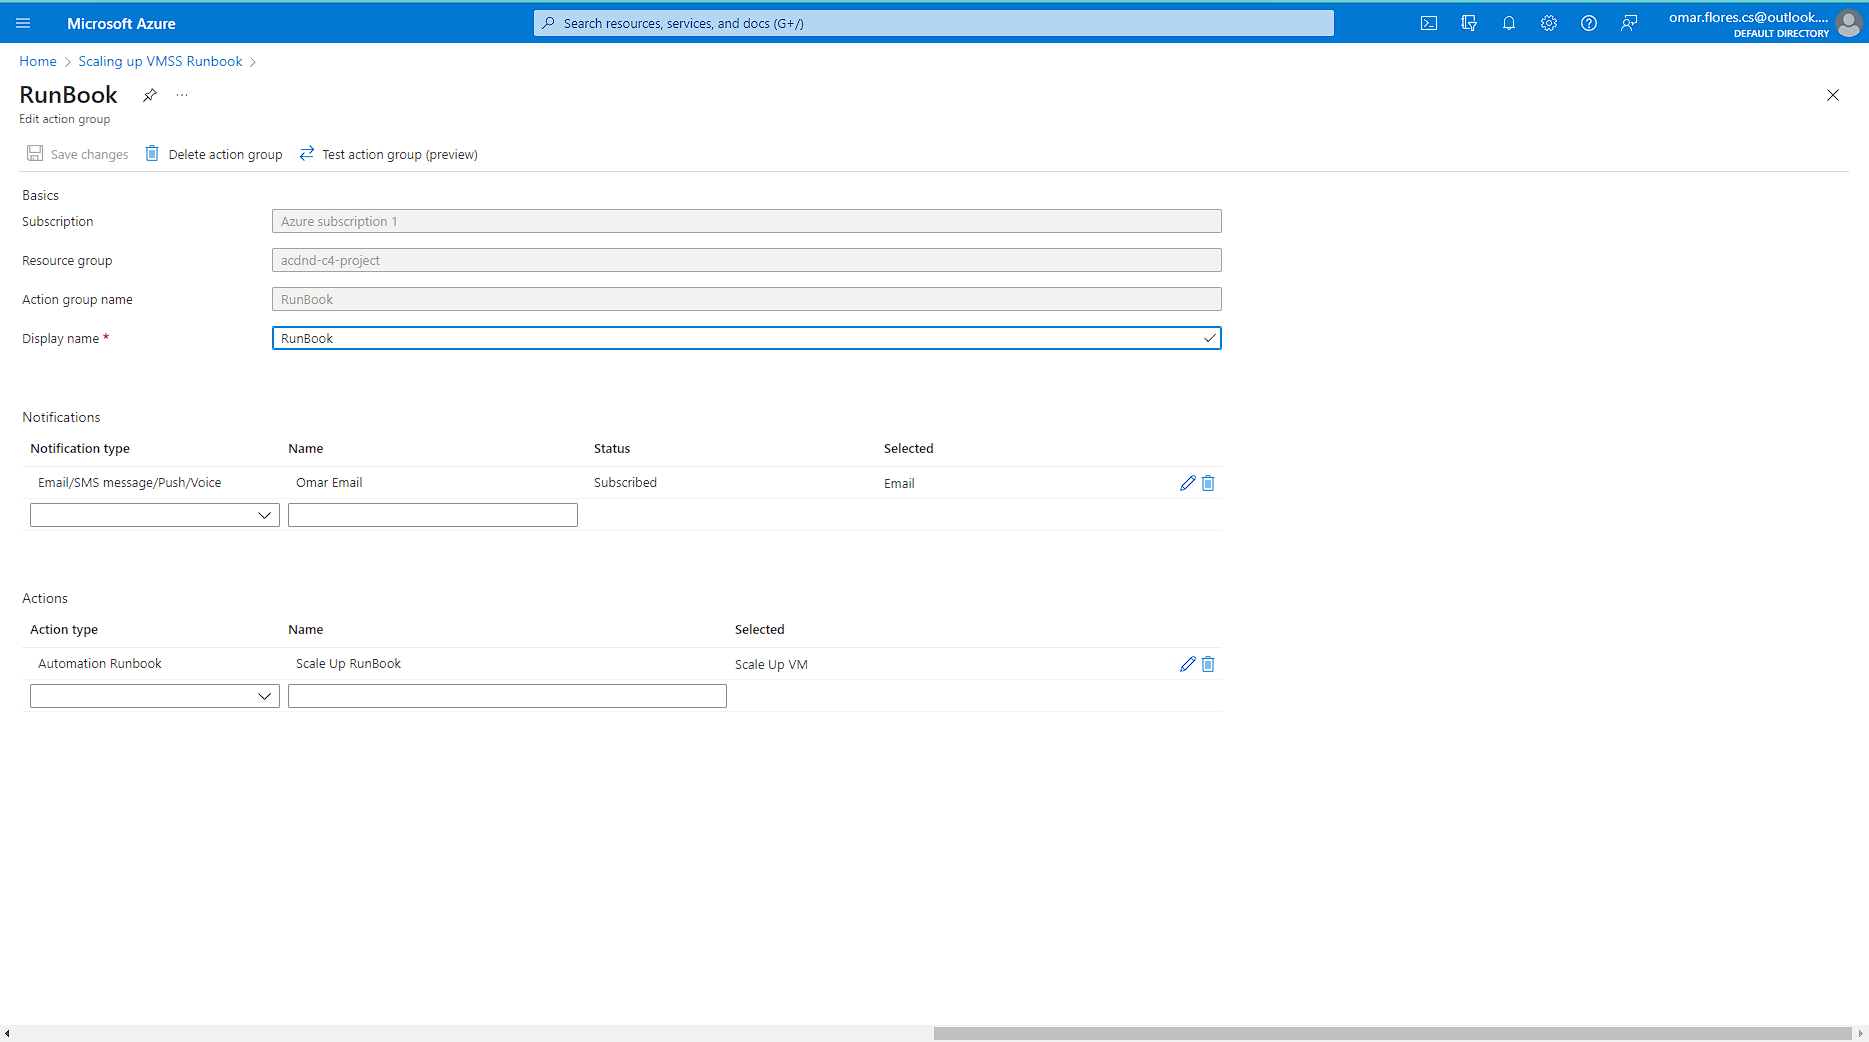 Microsoft Azure
Search resources, services, and docs (G+/)
omar.flores.cs@outlook....
DEFAULT DIRECTORY
Home > Scaling up VMSS Runbook >
RunBook ...
Edit action group
Save changes Delete action group Test action group (preview)
Basics
Subscription Azure subscription 1
Resource group acdnd-c4-project
Action group name RunBook
Display name * RunBook
Notifications
Notification type Name Status Selected
Email/SMS message/Push/Voice Omar Email Subscribed Email
Actions
Action type Name Selected
Automation Runbook Scale Up RunBook Scale Up VM